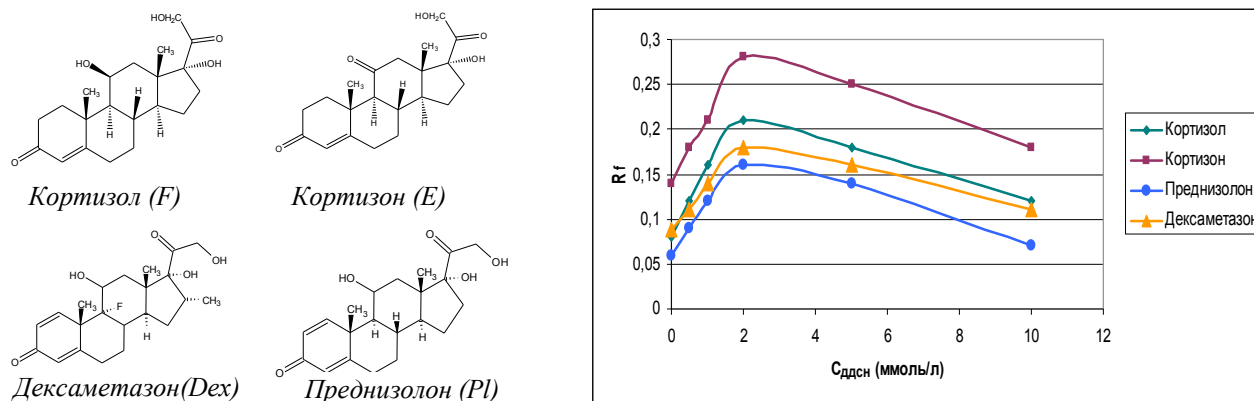 HOH₂C
O
CH₃
HO
OH
CH₃
H
H
H
O
Кортизол (F)
HOH₂C
O
CH₃
O
OH
CH₃
H
H
H
O
Кортизон (E)
O
OH
CH₃
OH
HO
CH₃
F
CH₃
H
O
Дексаметазон(Dex)
O
OH
CH₃
OH
HO
CH₃
H
H
H
O
Преднизолон (Pl)
0,3
0,25
0,2
0,15
0,1
0,05
0
Rf
0 2 4 6 8 10 12
Cддсн (ммоль/л)
Кортизол
Кортизон
Преднизолон
Дексаметазон